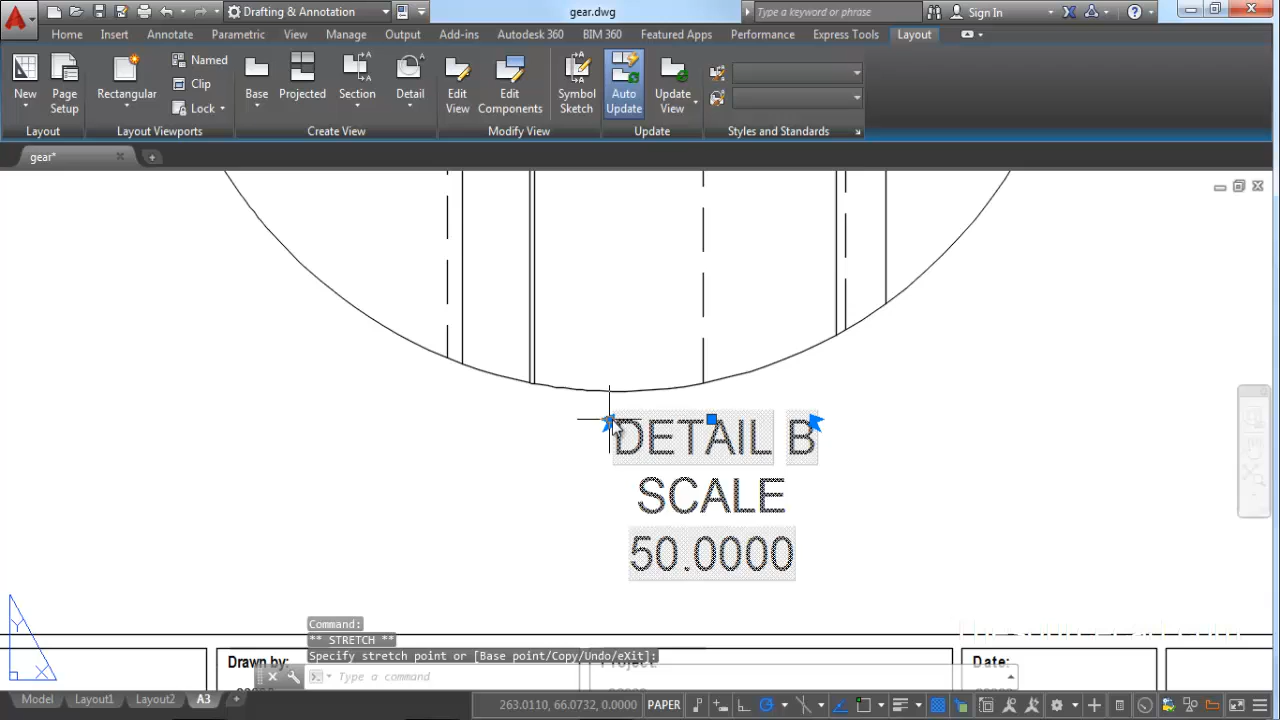 Drafting & Annotation
gear.dwg
Type a keyword or phrase
Sign In
Home Insert Annotate Parametric View Manage Output Add-ins Autodesk 360 BIM 360 Featured Apps Performance Express Tools Layout
New
Page Setup
Rectangular
Named
Clip
Lock
Base
Projected
Section
Detail
Edit View
Edit Components
Symbol Sketch
Auto Update
Update View
Layout
Layout Viewports
Create View
Modify View
Update
Styles and Standards
gear*
DETAIL B
SCALE
50.0000
Command:
** STRETCH **
Specify stretch point or [Base point/Copy/Undo/eXit]:
Drawn by:
Date:
Type a command
Y
X
Model Layout1 Layout2 A3
263.0110, 66.0732, 0.0000 PAPER